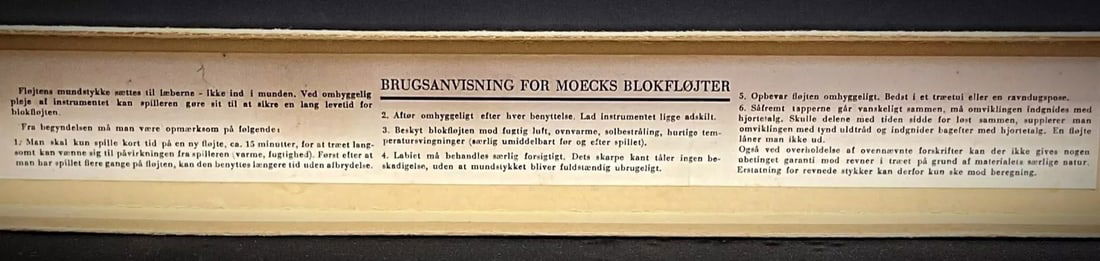 BRUGSANVISNING FOR MOECKS BLOKFLØJTER
Fløjtens mundstykke sættes til læberne - ikke ind i munden. Ved omhyggelig
pleje af instrumentet kan spilleren gøre sit til at sikre en lang levetid for
blokfløjten.
Fra begyndelsen må man være opmærksom på følgende:
1. Man skal kun spille kort tid på en ny fløjte, ca. 15 minutter, for at træet lang-
somt kan vænne sig til påvirkningen fra spilleren (varme, fugtighed). Først efter at
man har spillet flere gange på fløjten, kan den benyttes længere tid uden afbrydelse.
2. Aftør omhyggeligt efter hver benyttelse. Lad instrumentet ligge adskilt.
3. Beskyt blokfløjten mod fugtig luft, ovnvarme, solbestråling, hurtige tem-
peratursvingninger (særlig umiddelbart før og efter spillet).
4. Labiet må behandles særlig forsigtigt. Dets skarpe kant tåler ingen be-
skadigelse, uden at mundstykket bliver fuldstændig ubrugeligt.
5. Opbevar fløjten omhyggeligt. Bedst i et træetui eller en ravndugspose.
6. Såfremt tapperne går vanskeligt sammen, må omviklingen indgnides med
hjortetalg. Skulle delene med tiden sidde for løst sammen, supplerer man
omviklingen med tynd uldtråd og indgnider bagefter med hjortetalg. En fløjte
låner man ikke ud.
Også ved overholdelse af ovennævnte forskrifter kan der ikke gives nogen
ubetinget garanti mod revner i træet på grund af materialets særlige natur.
Erstatning for revnede stykker kan derfor kun ske mod beregning.